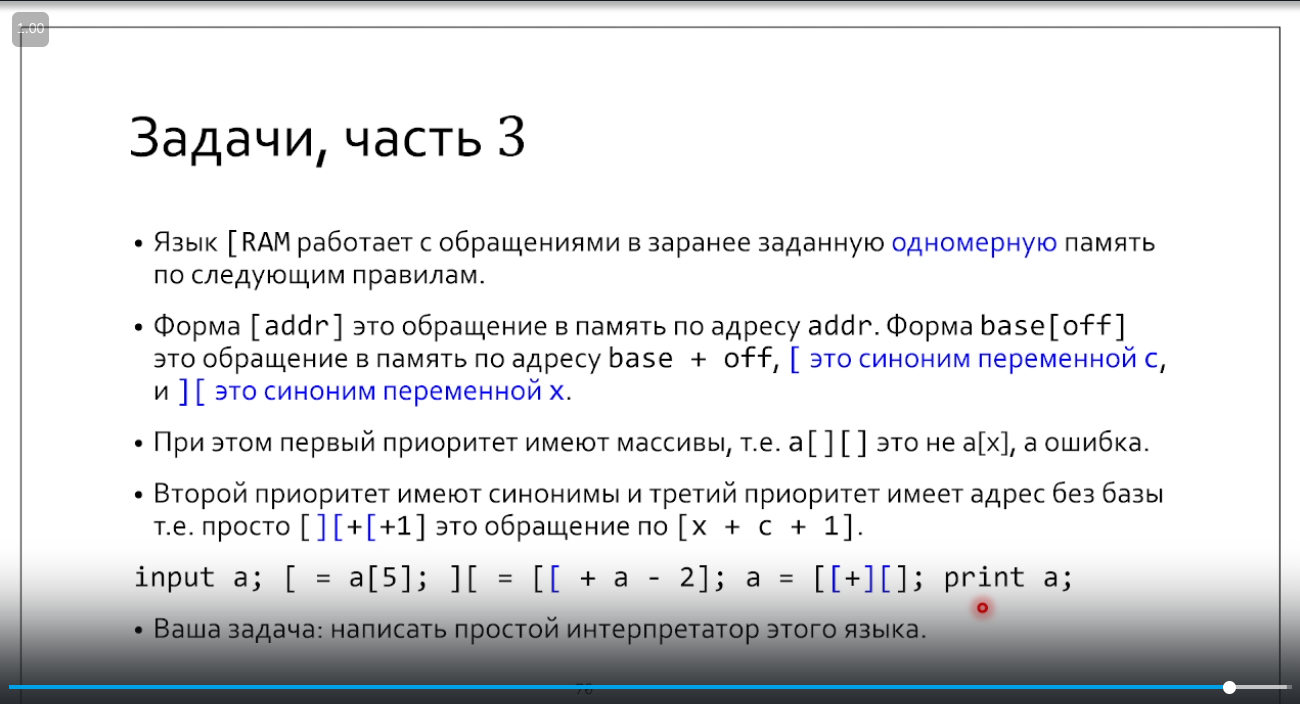 1.00
Задачи, часть 3
• Язык [RAM работает с обращениями в заранее заданную одномерную память
по следующим правилам.
• Форма [addr] это обращение в память по адресу addr. Форма base[off]
это обращение в память по адресу base + off, [ это синоним переменной c,
и ][ это синоним переменной x.
• При этом первый приоритет имеют массивы, т.е. a[][] это не a[x], а ошибка.
• Второй приоритет имеют синонимы и третий приоритет имеет адрес без базы
т.е. просто [][+[+1] это обращение по [x + c + 1].
input a; [ = a[5]; ][ = [[ + a - 2]; a = [[+][]; print a;
• Ваша задача: написать простой интерпретатор этого языка.